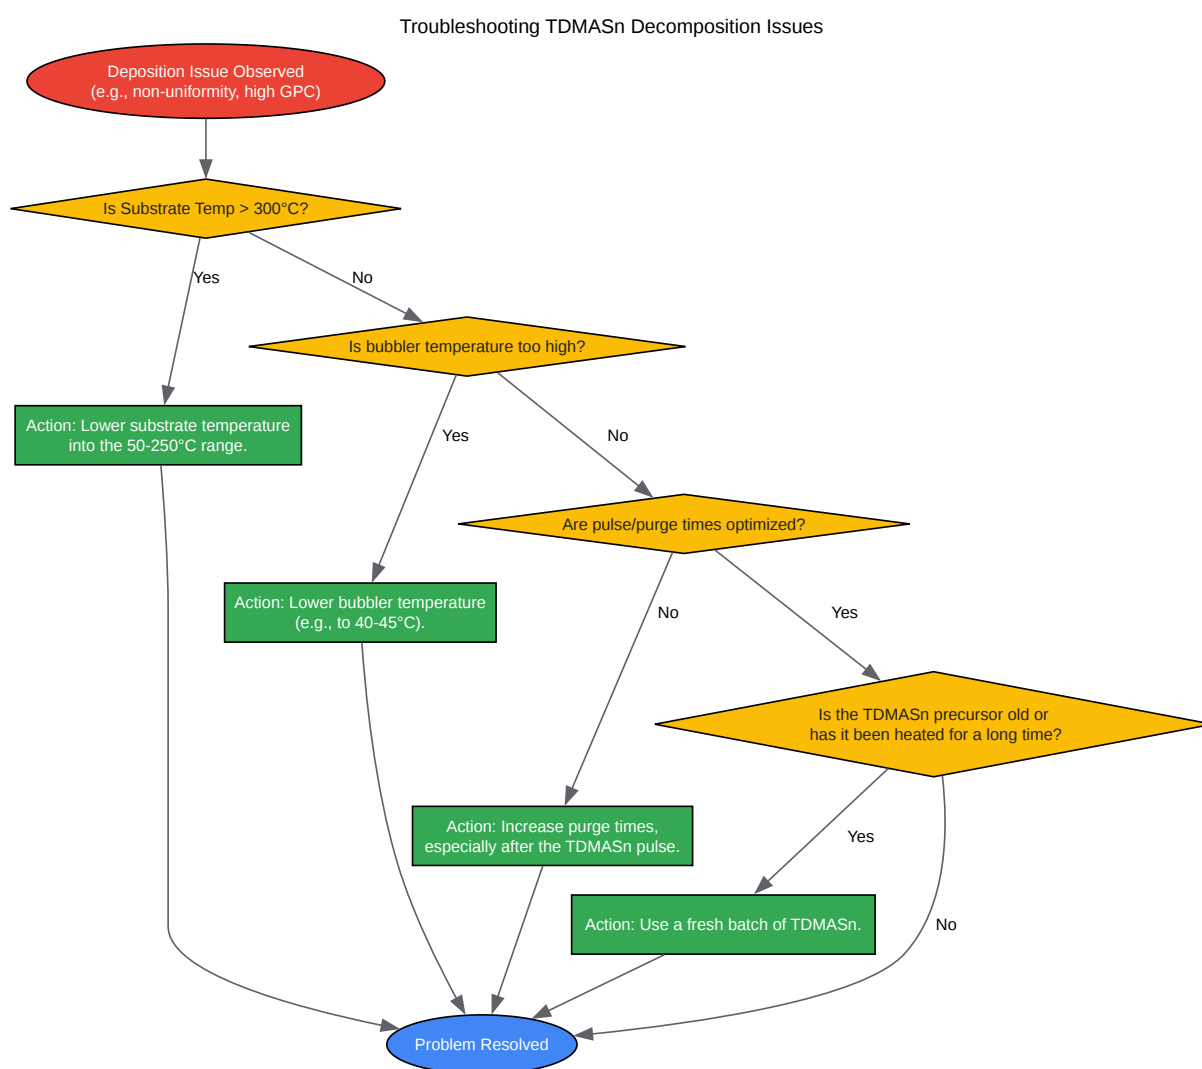 Troubleshooting TDMASn Decomposition Issues
Deposition Issue Observed
(e.g., non-uniformity, high GPC)
Is Substrate Temp > 300°C?
Yes
No
Is bubbler temperature too high?
Action: Lower substrate temperature
into the 50-250°C range.
Yes
No
Are pulse/purge times optimized?
Action: Lower bubbler temperature
(e.g., to 40-45°C).
No
Yes
Is the TDMASn precursor old or
has it been heated for a long time?
Action: Increase purge times,
especially after the TDMASn pulse.
Yes
Action: Use a fresh batch of TDMASn.
No
Problem Resolved